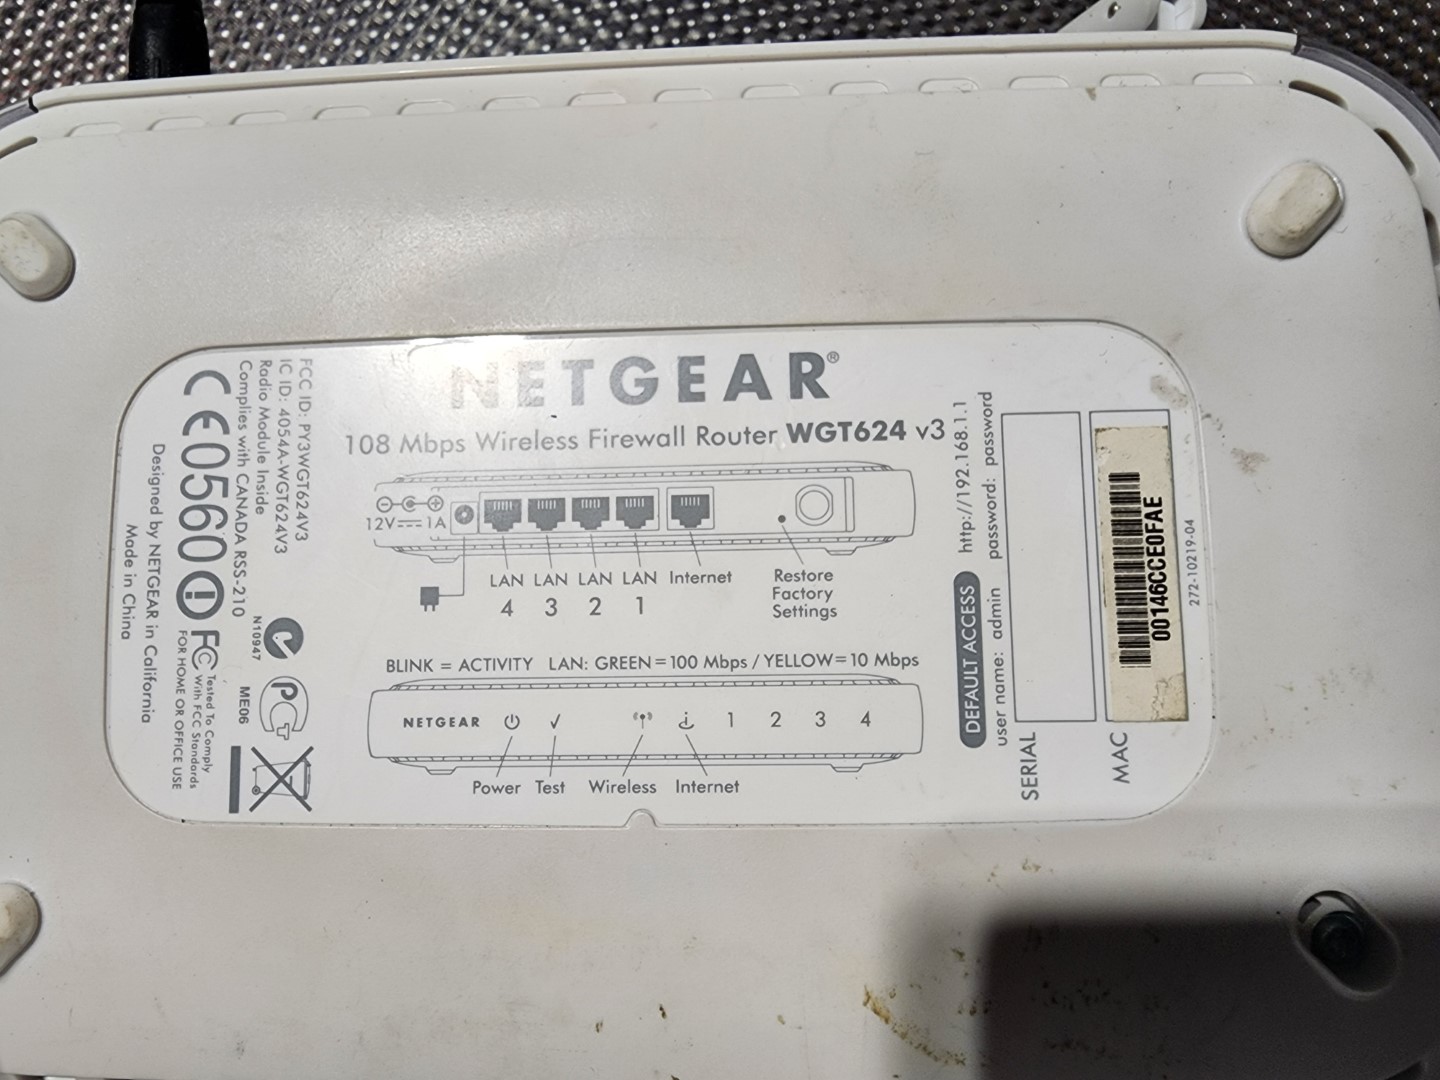 NETGEAR®
108 Mbps Wireless Firewall Router WGT624 v3
12V 1A
LAN LAN LAN LAN Internet
4 3 2 1
Restore
Factory
Settings
BLINK = ACTIVITY LAN: GREEN=100 Mbps / YELLOW=10 Mbps
NETGEAR 1 2 3 4
Power Test Wireless Internet
FCC ID: PY3WGT624V3
IC ID: 4054A-WGT624V3
Radio Module Inside
Complies with CANADA RSS-210
CE0560
N10947
FC Tested To Comply
With FCC Standards
FOR HOME OR OFFICE USE
ME06
PCT
Designed by NETGEAR in California
Made in China
DEFAULT ACCESS
http://192.168.1.1
user name: admin password: password
SERIAL
MAC
00146CCE0FAE
272-10219-04